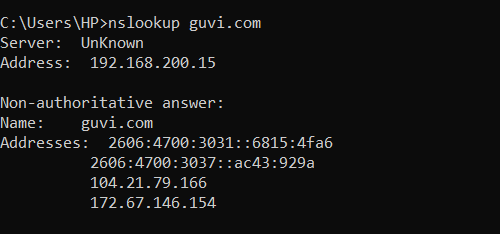 C:\Users\HP>nslookup guvi.com
Server:  UnKnown
Address:  192.168.200.15
Non-authoritative answer:
Name:    guvi.com
Addresses:  2606:4700:3031::6815:4fa6
2606:4700:3037::ac43:929a
104.21.79.166
172.67.146.154